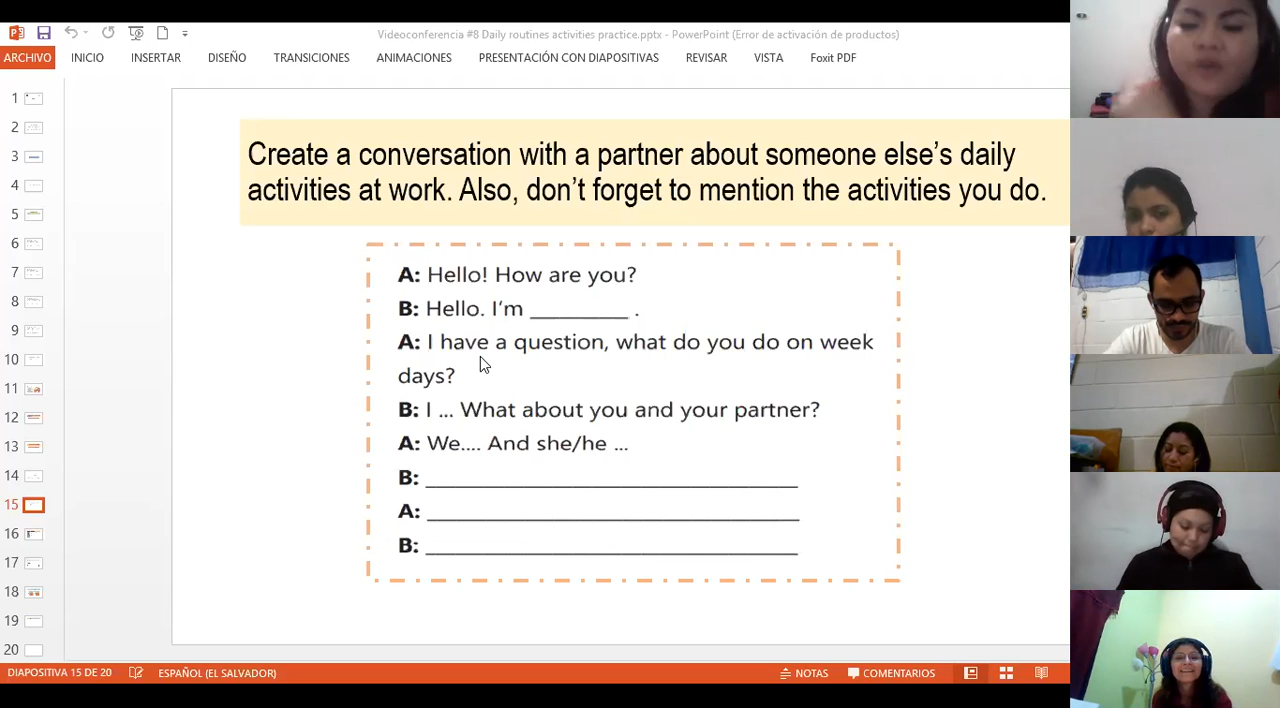 Videoconferencia #8 Daily routines activities practice.pptx - PowerPoint (Error de activación de productos)
ARCHIVO INICIO INSERTAR DISEÑO TRANSICIONES ANIMACIONES PRESENTACIÓN CON DIAPOSITIVAS REVISAR VISTA Foxit PDF
1
2
3
4
5
6
7
8
9
10
11
12
13
14
15
16
17
18
19
20
Create a conversation with a partner about someone else's daily
activities at work. Also, don't forget to mention the activities you do.
A: Hello! How are you?
B: Hello. I'm _________ .
A: I have a question, what do you do on week
days?
B: I ... What about you and your partner?
A: We.... And she/he ...
B: __________________________________
A: __________________________________
B: __________________________________
DIAPOSITIVA 15 DE 20 ESPAÑOL (EL SALVADOR) NOTAS COMENTARIOS